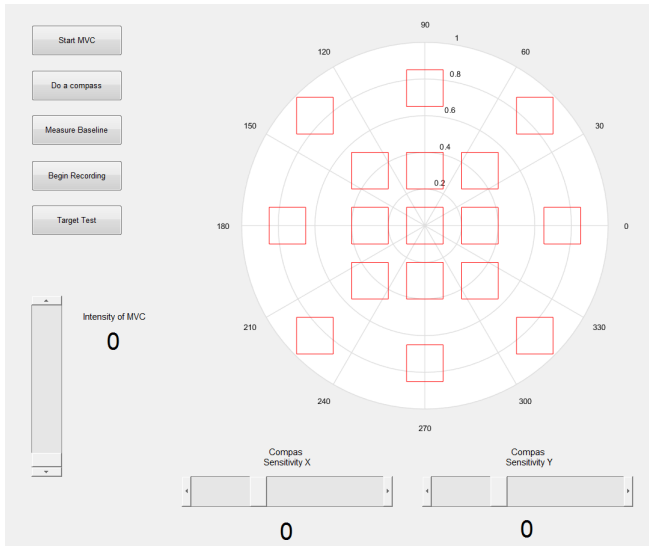 Start MVC
Do a compass
Measure Baseline
Begin Recording
Target Test
Intensity of MVC
0
90
120
60
1
0.8
0.6
150
30
0.4
0.2
180
0
210
330
240
300
270
Compas
Sensitivity X
0
Compas
Sensitivity Y
0